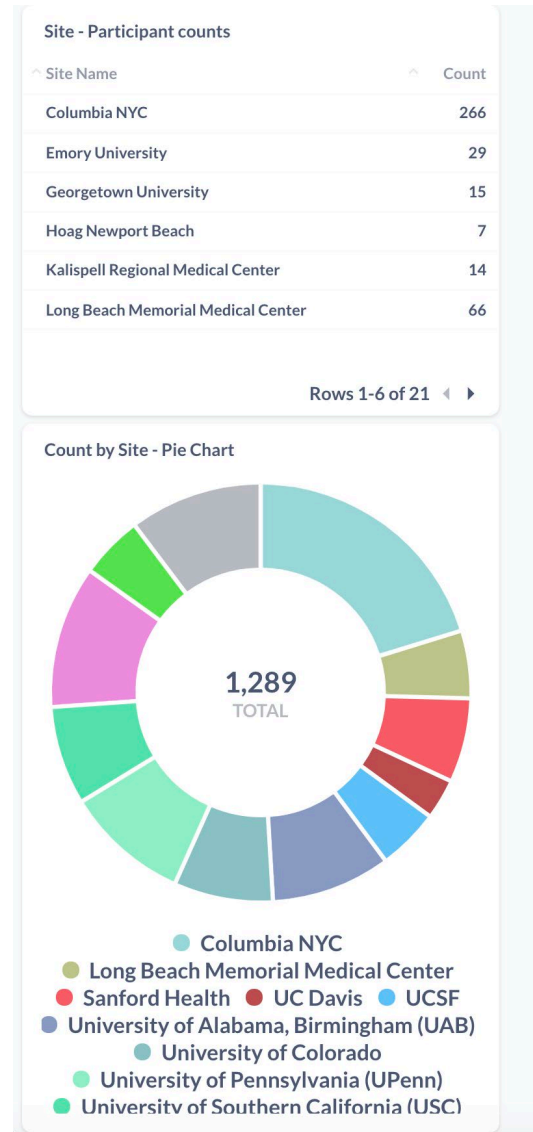 Site - Participant counts
Site Name Count
Columbia NYC 266
Emory University 29
Georgetown University 15
Hoag Newport Beach 7
Kalispell Regional Medical Center 14
Long Beach Memorial Medical Center 66
Rows 1-6 of 21
Count by Site - Pie Chart
1,289
TOTAL
Columbia NYC
Long Beach Memorial Medical Center
Sanford Health UC Davis UCSF
University of Alabama, Birmingham (UAB)
University of Colorado
University of Pennsylvania (UPenn)
University of Southern California (USC)